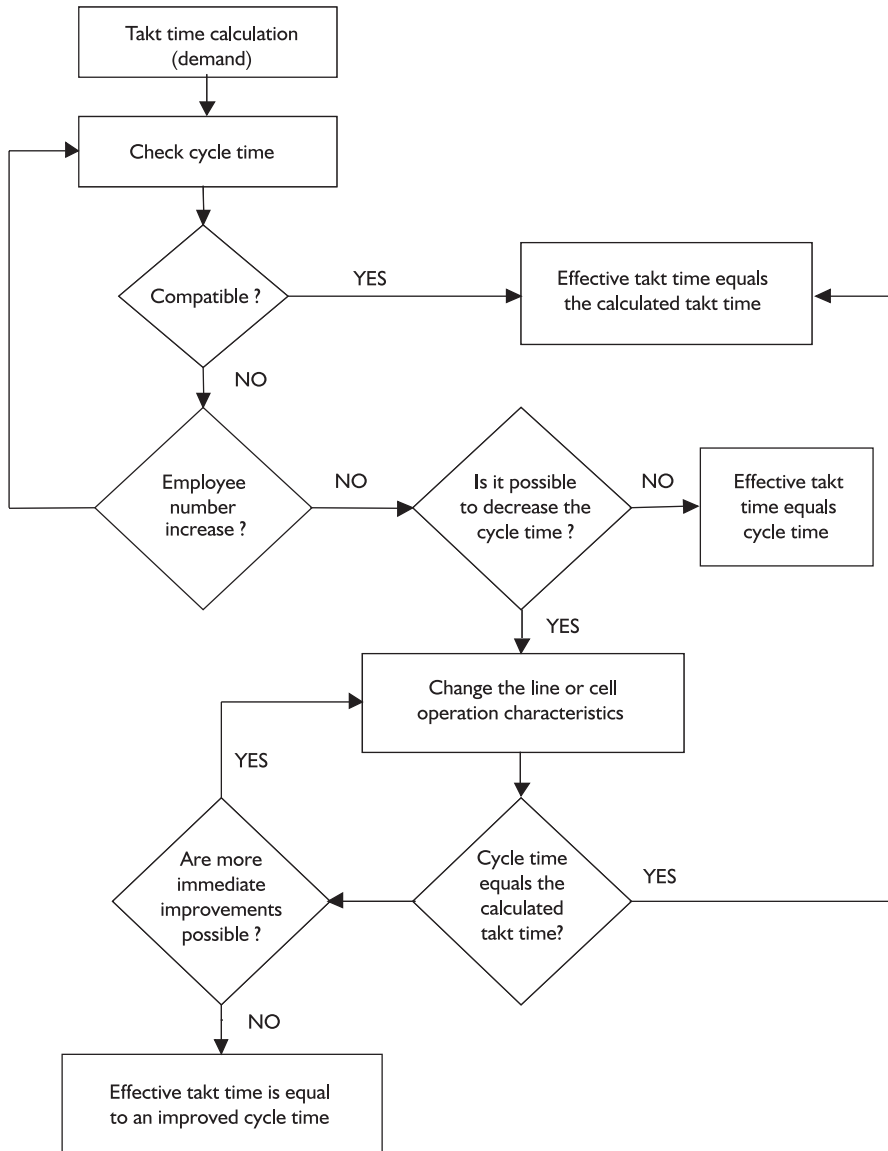 Takt time calculation
(demand)
Check cycle time
Compatible ?
YES
Effective takt time equals
the calculated takt time
NO
Employee
number
increase ?
NO
Is it possible
to decrease the
cycle time ?
NO
Effective takt
time equals
cycle time
YES
Change the line or cell
operation characteristics
YES
Are more
immediate
improvements
possible ?
Cycle time
equals the
calculated
takt time?
YES
NO
Effective takt time is equal
to an improved cycle time